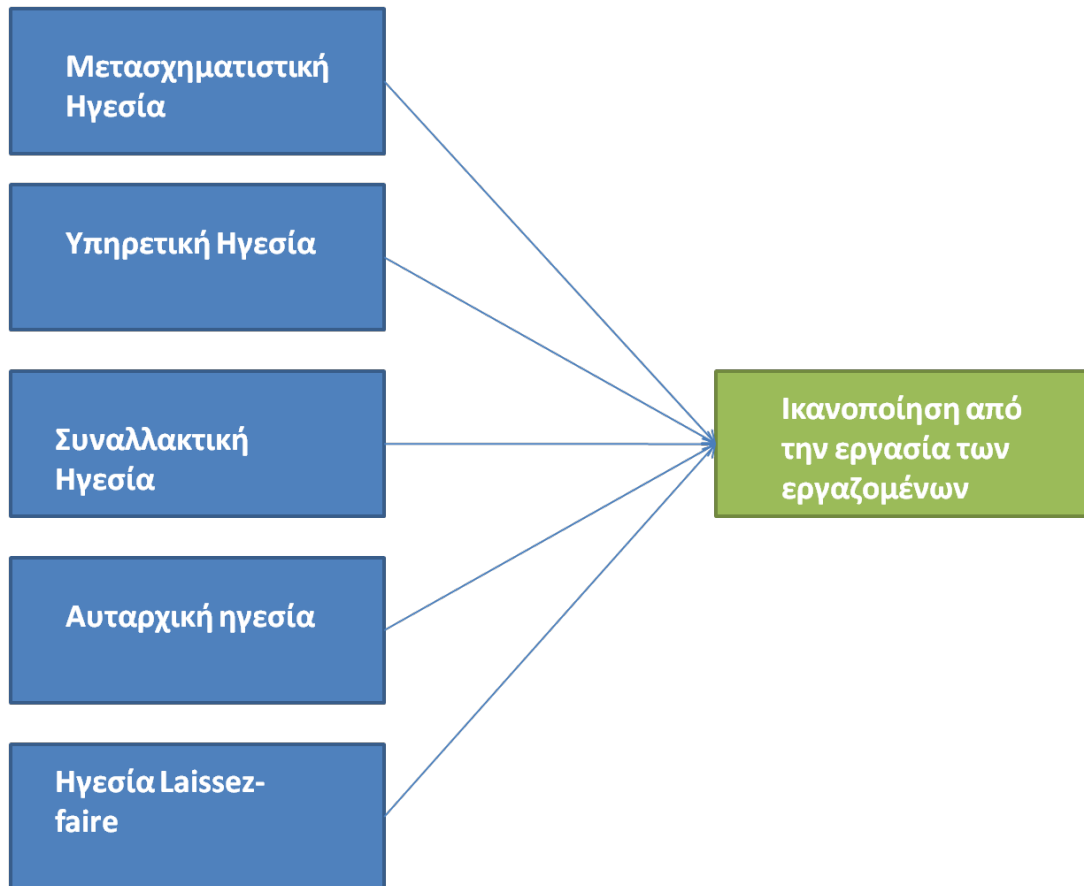 Μετασχηματιστική
Ηγεσία
Υπηρετική Ηγεσία
Συναλλακτική
Ηγεσία
Αυταρχική ηγεσία
Ηγεσία Laissez-
faire
Ικανοποίηση από
την εργασία των
εργαζομένων